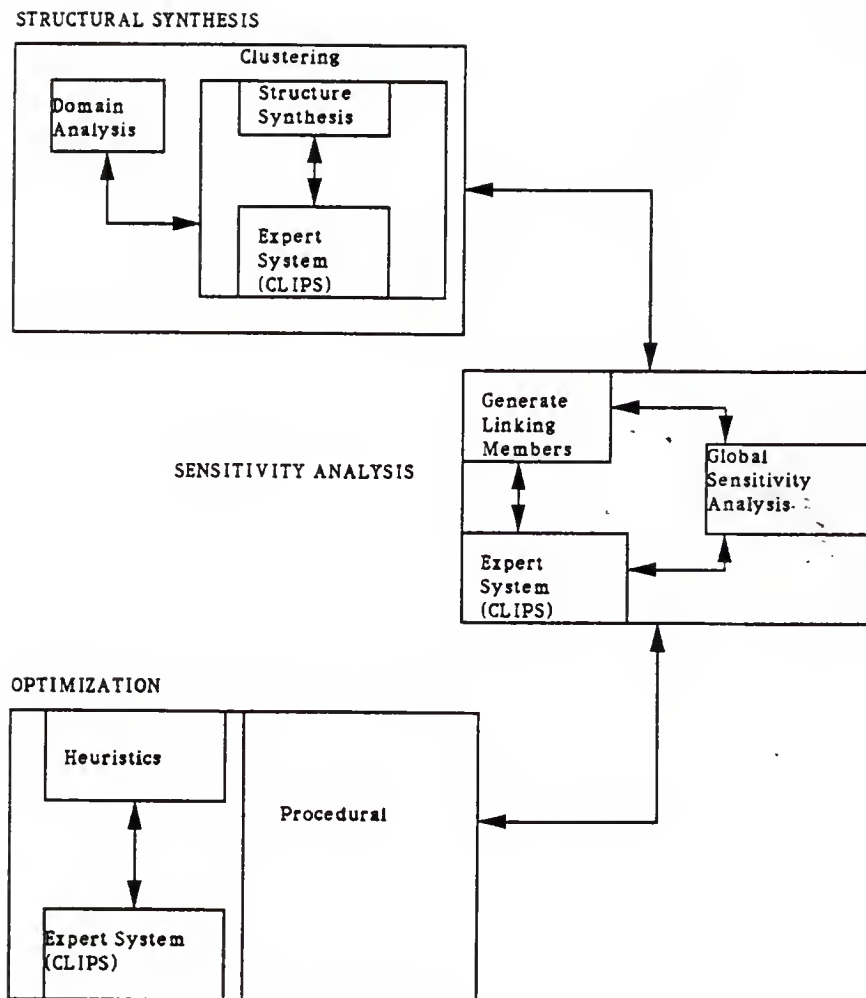 STRUCTURAL SYNTHESIS
Clustering
Domain
Analysis
Structure
Synthesis
Expert
System
(CLIPS)
Generate
Linking
Members
SENSITIVITY ANALYSIS
Global
Sensitivity
Analysis
Expert
System
(CLIPS)
OPTIMIZATION
Heuristics
Procedural
Expert System
(CLIPS)